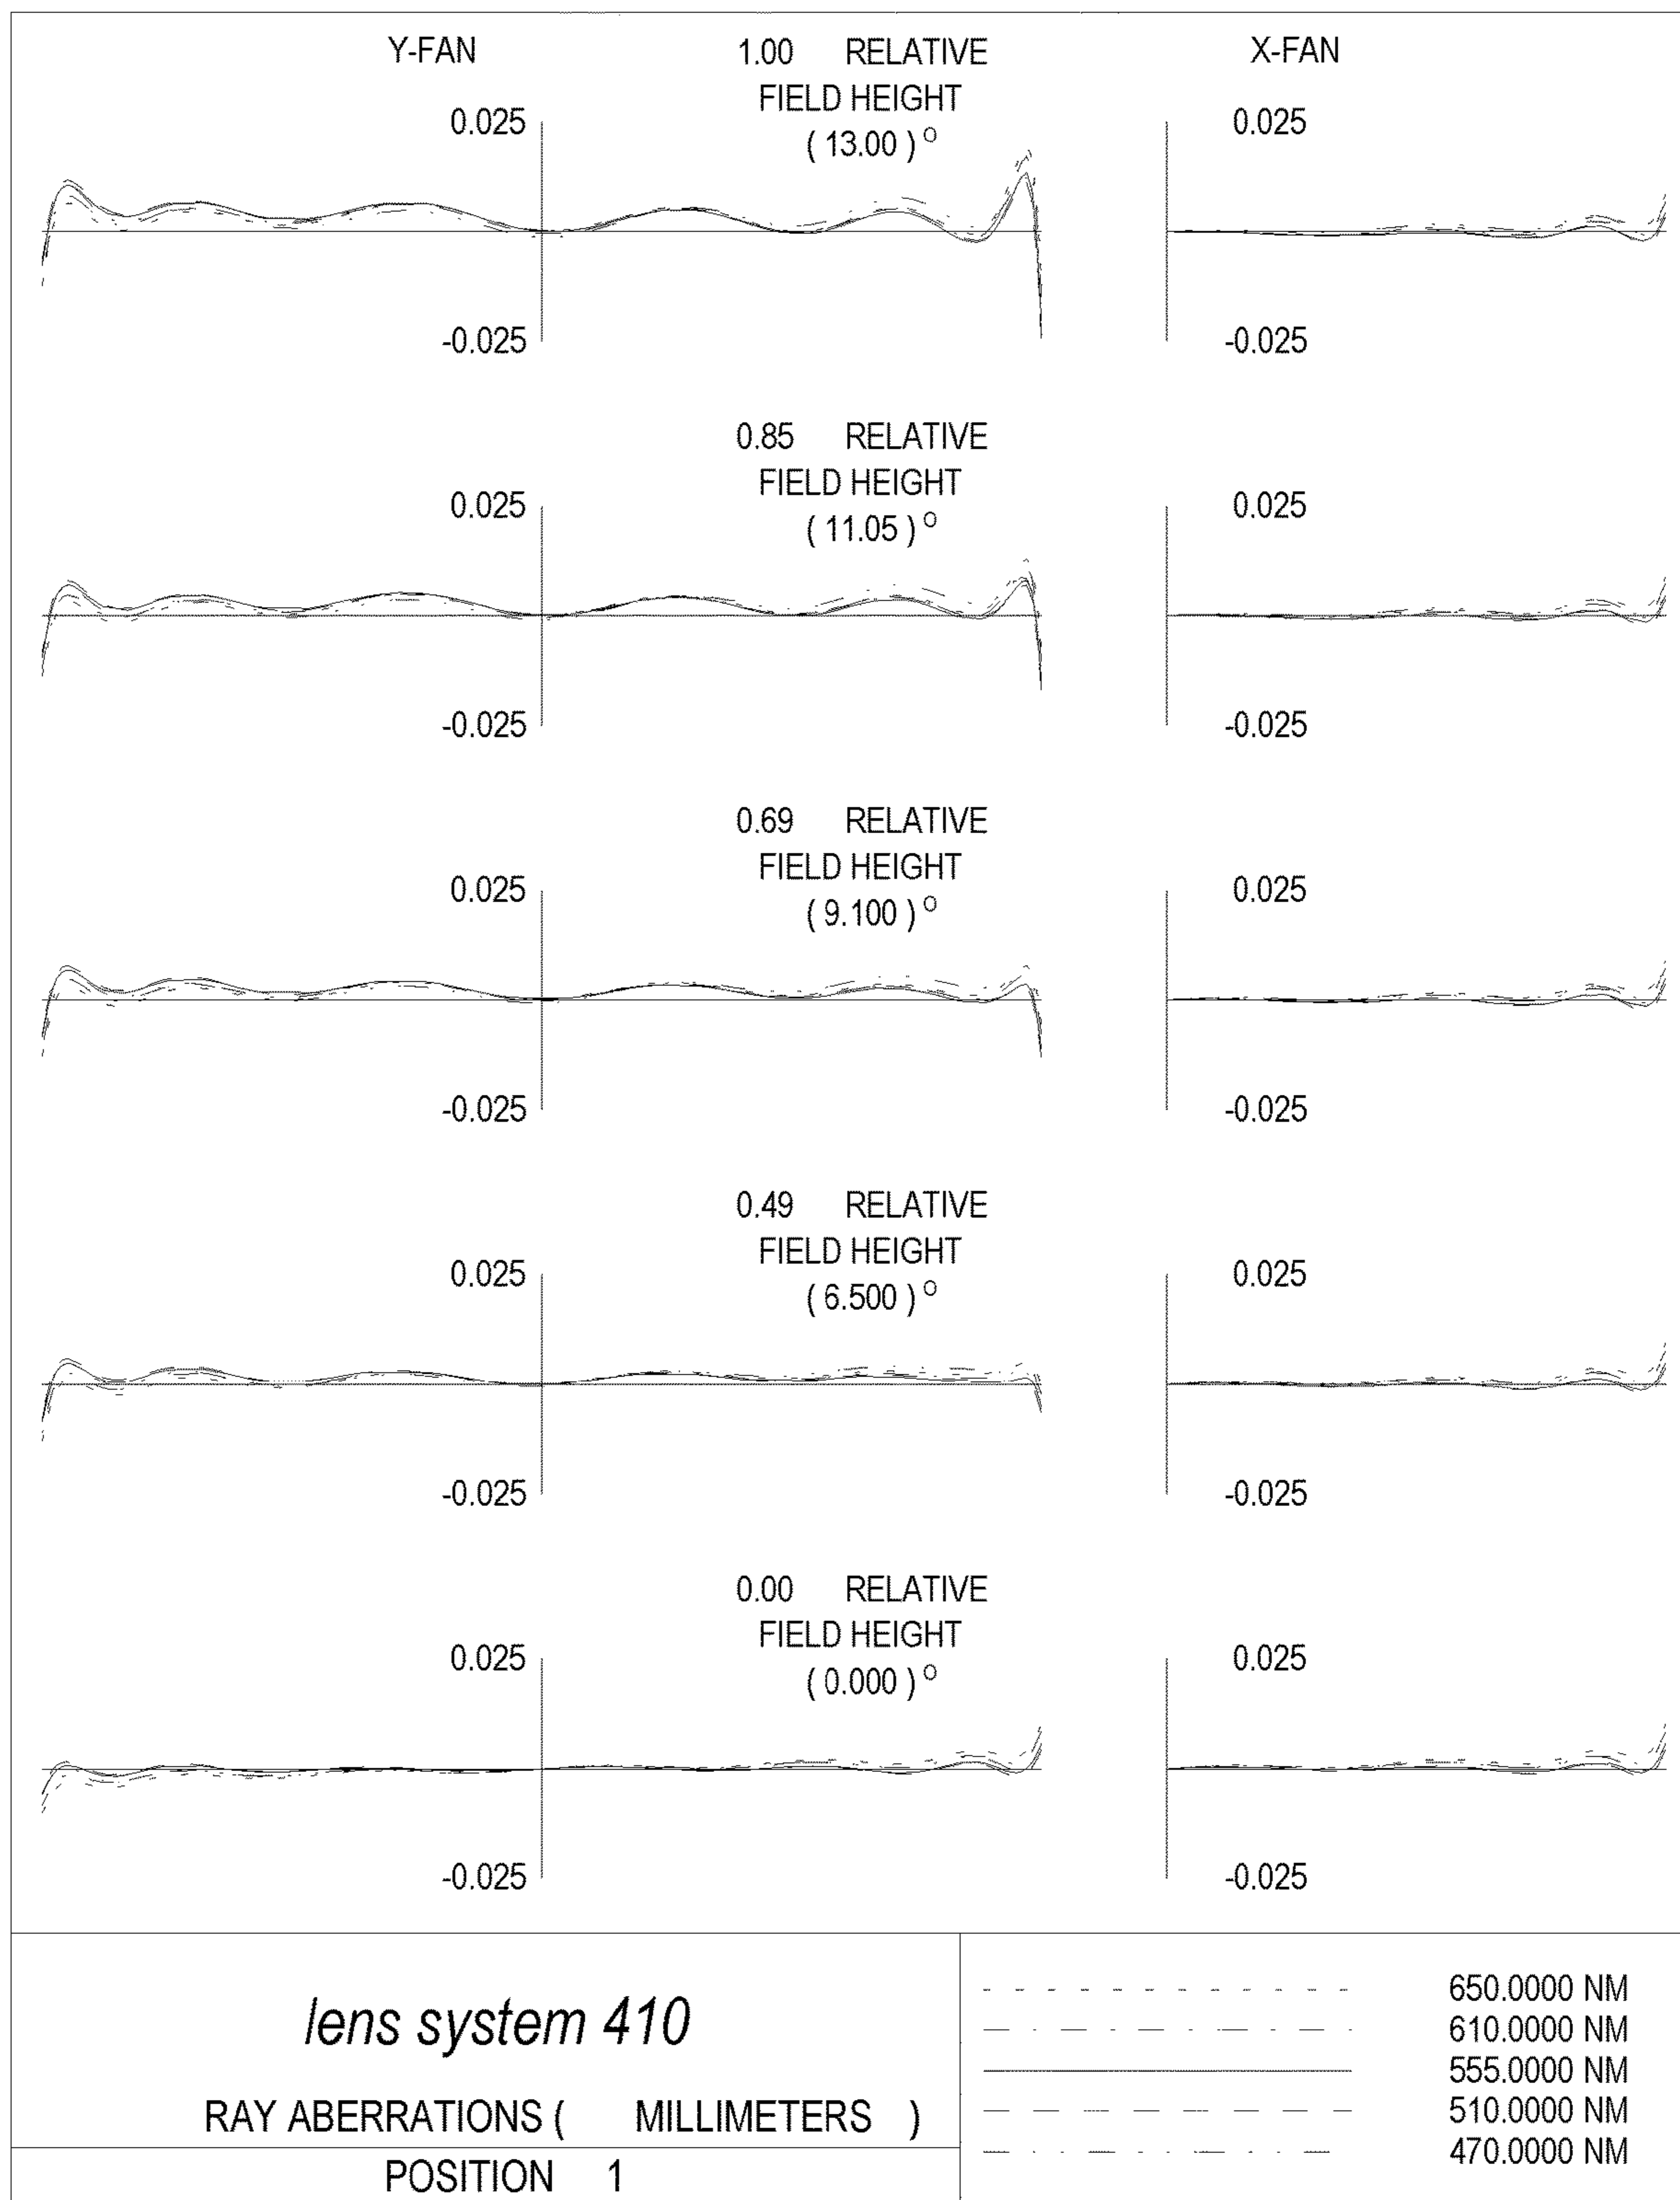 Y-FAN 1.00 RELATIVE X-FAN
FIELD HEIGHT
0.025 ( 13.00 ) O 0.025
-0.025 -0.025
0.85 RELATIVE
FIELD HEIGHT
0.025 ( 11.05 ) O 0.025
-0.025 -0.025
0.69 RELATIVE
FIELD HEIGHT
0.025 ( 9.100 ) O 0.025
-0.025 -0.025
0.49 RELATIVE
FIELD HEIGHT
0.025 ( 6.500 ) O 0.025
-0.025 -0.025
0.00 RELATIVE
FIELD HEIGHT
0.025 ( 0.000 ) O 0.025
-0.025 -0.025
lens system 410
RAY ABERRATIONS ( MILLIMETERS )
POSITION 1
650.0000 NM
610.0000 NM
555.0000 NM
510.0000 NM
470.0000 NM